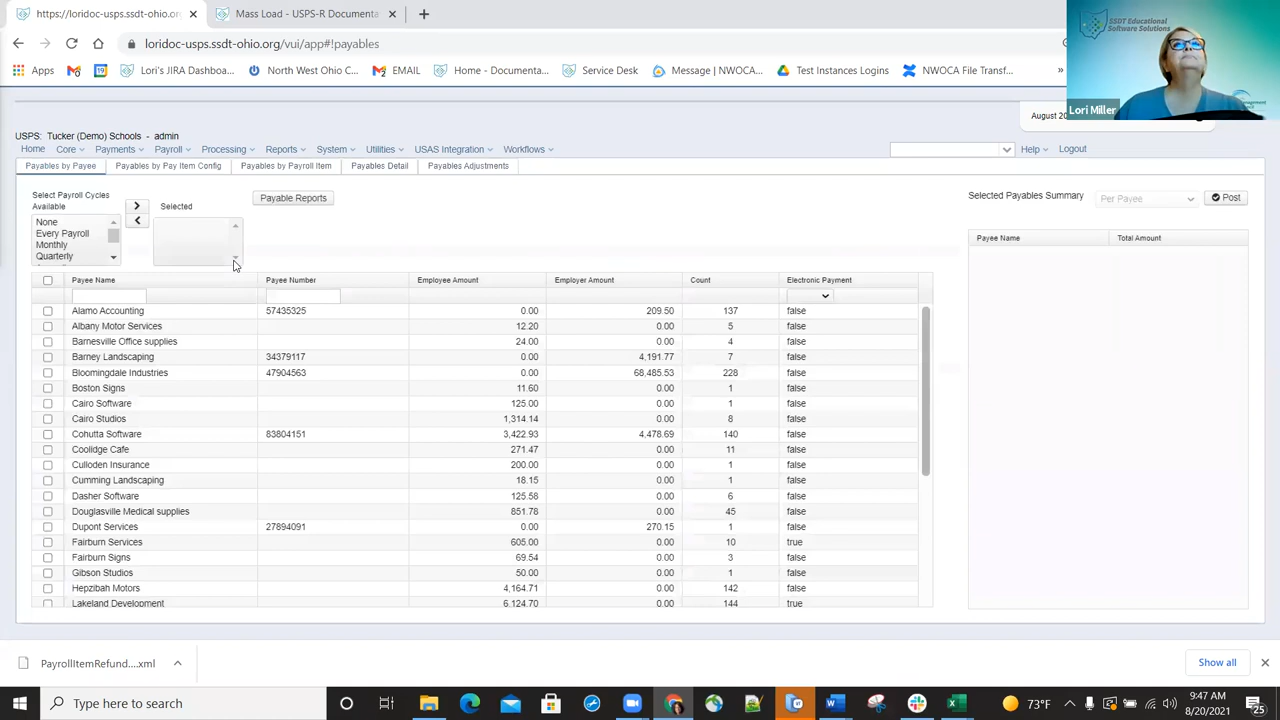 https://loridoc-usps.ssdt-ohio.org
Mass Load - USPS-R Documenta
loridoc-usps.ssdt-ohio.org/vui/app#!payables
Apps
Lori's JIRA Dashboa...
North West Ohio C...
EMAIL
Home - Documenta...
Service Desk
Message | NWOCA...
Test Instances Logins
NWOCA File Transf...
»
SSDT Educational
Software Solutions
Lori Miller
USPS: Tucker (Demo) Schools - admin
August 20
Home Core Payments Payroll Processing Reports System Utilities USAS Integration Workflows Help Logout
Payables by Payee Payables by Pay Item Config Payables by Payroll Item Payables Detail Payables Adjustments
Select Payroll Cycles
Available
Selected
None
Every Payroll
Monthly
Quarterly
Payable Reports
Selected Payables Summary Per Payee Post
Payee Name Total Amount
Payee Name Payee Number Employee Amount Employer Amount Count Electronic Payment
Alamo Accounting 57435325 0.00 209.50 137 false
Albany Motor Services 12.20 0.00 5 false
Barnesville Office supplies 24.00 0.00 4 false
Barney Landscaping 34379117 0.00 4,191.77 7 false
Bloomingdale Industries 47904563 0.00 68,485.53 228 false
Boston Signs 11.60 0.00 1 false
Cairo Software 125.00 0.00 1 false
Cairo Studios 1,314.14 0.00 8 false
Cohutta Software 83804151 3,422.93 4,478.69 140 false
Coolidge Cafe 271.47 0.00 11 false
Culloden Insurance 200.00 0.00 1 false
Cumming Landscaping 18.15 0.00 1 false
Dasher Software 125.58 0.00 6 false
Douglasville Medical supplies 851.78 0.00 45 false
Dupont Services 27894091 0.00 270.15 1 false
Fairburn Services 605.00 0.00 10 true
Fairburn Signs 69.54 0.00 3 false
Gibson Studios 50.00 0.00 1 false
Hepzibah Motors 4,164.71 0.00 142 false
Lakeland Development 6,124.70 0.00 144 true
PayrollItemRefund....xml
Show all
Type here to search
73°F
9:47 AM
8/20/2021
25